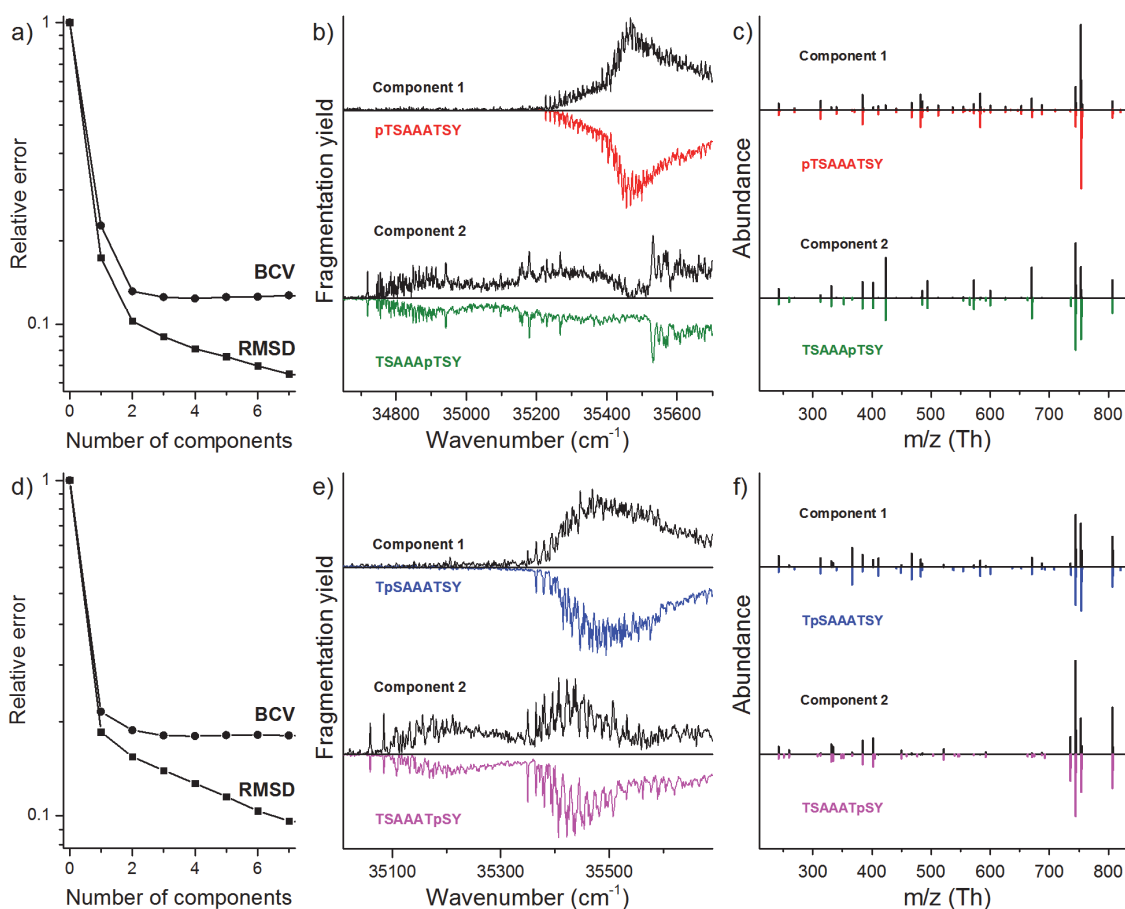 a)
1
0.1
Relative error
BCV
RMSD
0 2 4 6
Number of components
b)
Fragmentation yield
Component 1
pTSAAATSY
Component 2
TSAAApTSY
34800 35000 35200 35400 35600
Wavenumber (cm-1)
c)
Abundance
Component 1
pTSAAATSY
Component 2
TSAAApTSY
300 400 500 600 700 800
m/z (Th)
d)
1
0.1
Relative error
BCV
RMSD
0 2 4 6
Number of components
e)
Fragmentation yield
Component 1
TpSAAATSY
Component 2
TSAAATpSY
35100 35300 35500
Wavenumber (cm-1)
f)
Abundance
Component 1
TpSAAATSY
Component 2
TSAAATpSY
300 400 500 600 700 800
m/z (Th)